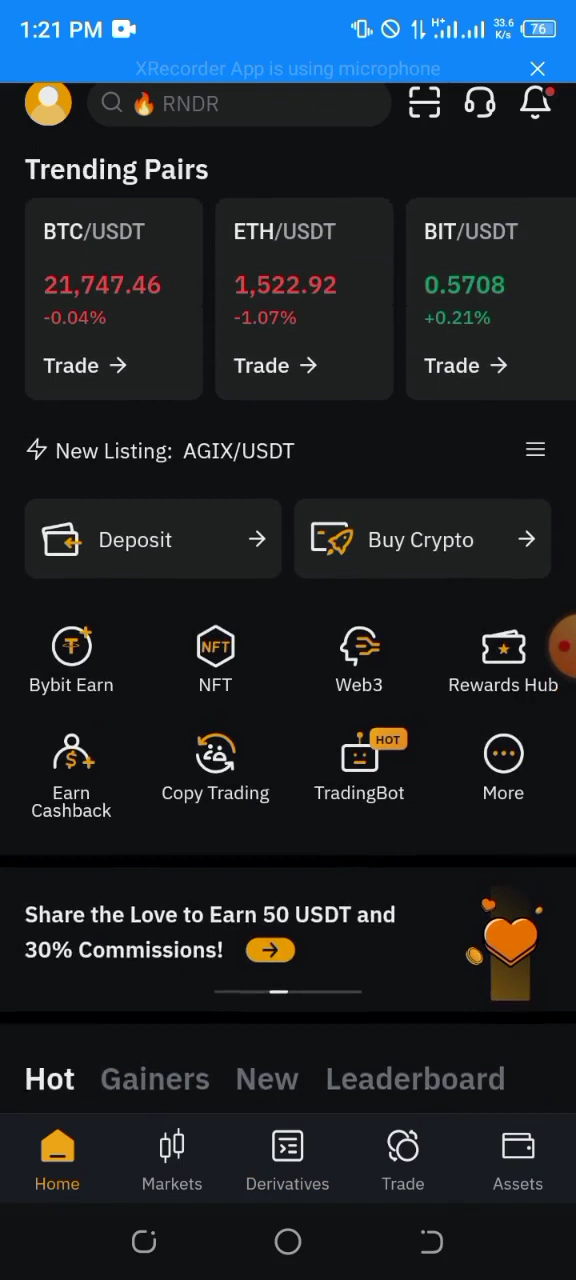 1:21 PM
H+
33.6
K/s
76
XRecorder App is using microphone
RNDR
Trending Pairs
BTC/USDT
ETH/USDT
BIT/USDT
21,747.46
1,522.92
0.5708
-0.04%
-1.07%
+0.21%
Trade
Trade
Trade
New Listing: AGIX/USDT
Deposit
Buy Crypto
NFT
Bybit Earn
NFT
Web3
Rewards Hub
HOT
Earn
Cashback
Copy Trading
TradingBot
More
Share the Love to Earn 50 USDT and
30% Commissions!
Hot
Gainers
New
Leaderboard
Home
Markets
Derivatives
Trade
Assets